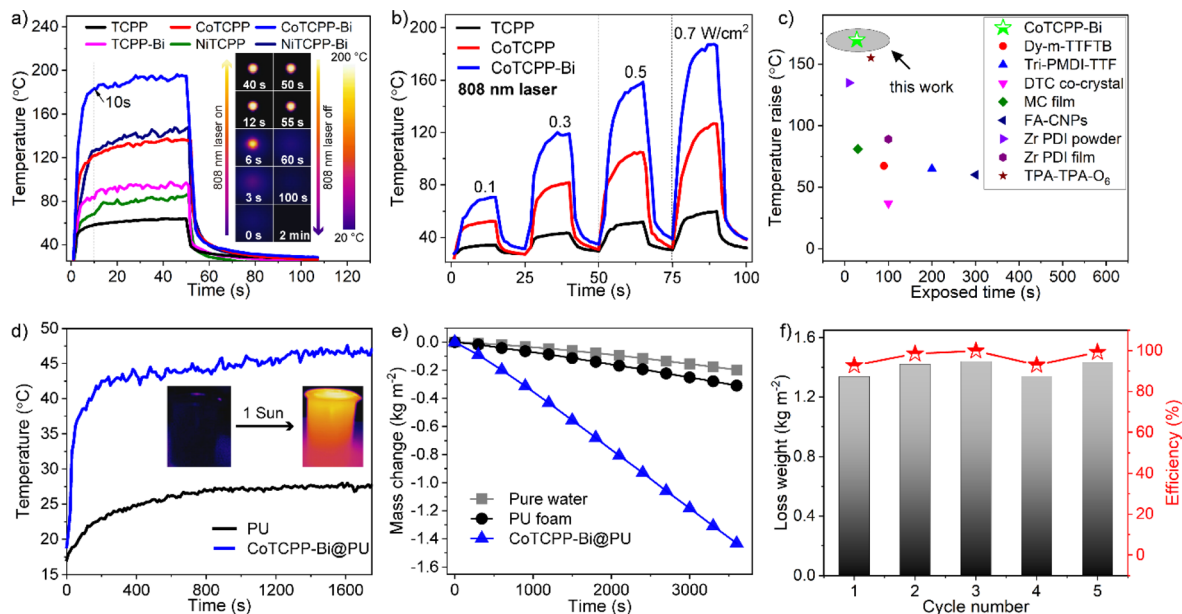 a)
TCPP CoTCPP CoTCPP-Bi
TCPP-Bi NiTCPP NiTCPP-Bi
Temperature (°C)
200
160
120
80
40
10s
808 nm laser on
40 s 50 s
12 s 55 s
6 s 60 s
3 s 100 s
0 s 2 min
808 nm laser off
200 °C
20 °C
0 20 40 60 80 100 120
Time (s)
b)
TCPP
CoTCPP
CoTCPP-Bi
808 nm laser
0.1
0.3
0.5
0.7 W/cm²
Temperature (°C)
200
160
120
80
40
0 25 50 75 100
Time (s)
c)
Temperature raise (°C)
200
150
100
50
0
this work
CoTCPP-Bi
Dy-m-TTFTB
Tri-PMDI-TTF
DTC co-crystal
MC film
FA-CNPs
Zr PDI powder
Zr PDI film
TPA-TPA-O₆
0 100 200 300 400 500 600
Exposed time (s)
d)
Temperature (°C)
50
45
40
35
30
25
20
15
1 Sun
PU
CoTCPP-Bi@PU
0 400 800 1200 1600
Time (s)
e)
Mass change (kg m⁻²)
0.0
-0.2
-0.4
-0.6
-0.8
-1.0
-1.2
-1.4
-1.6
Pure water
PU foam
CoTCPP-Bi@PU
0 1000 2000 3000
Time (s)
f)
Loss weight (kg m⁻²)
1.6
1.2
0.8
0.4
0.0
100
80
60
40
20
0
Efficiency (%)
1 2 3 4 5
Cycle number